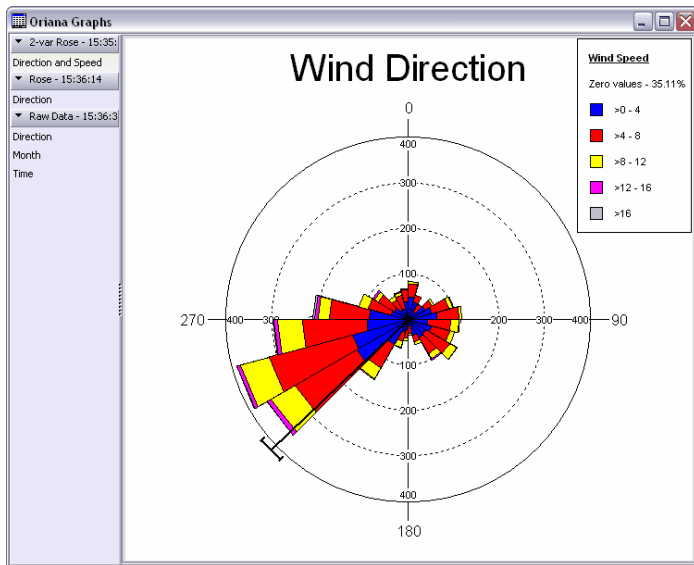 Oriana Graphs
2-var Rose - 15:35:
Direction and Speed
Rose - 15:36:14
Direction
Raw Data - 15:36:3
Direction
Month
Time
Wind Direction
Wind Speed
Zero values - 35.11%
>0 - 4
>4 - 8
>8 - 12
>12 - 16
>16
0
400
300
200
100
270
400
300
200
300
400
90
100
200
300
400
180